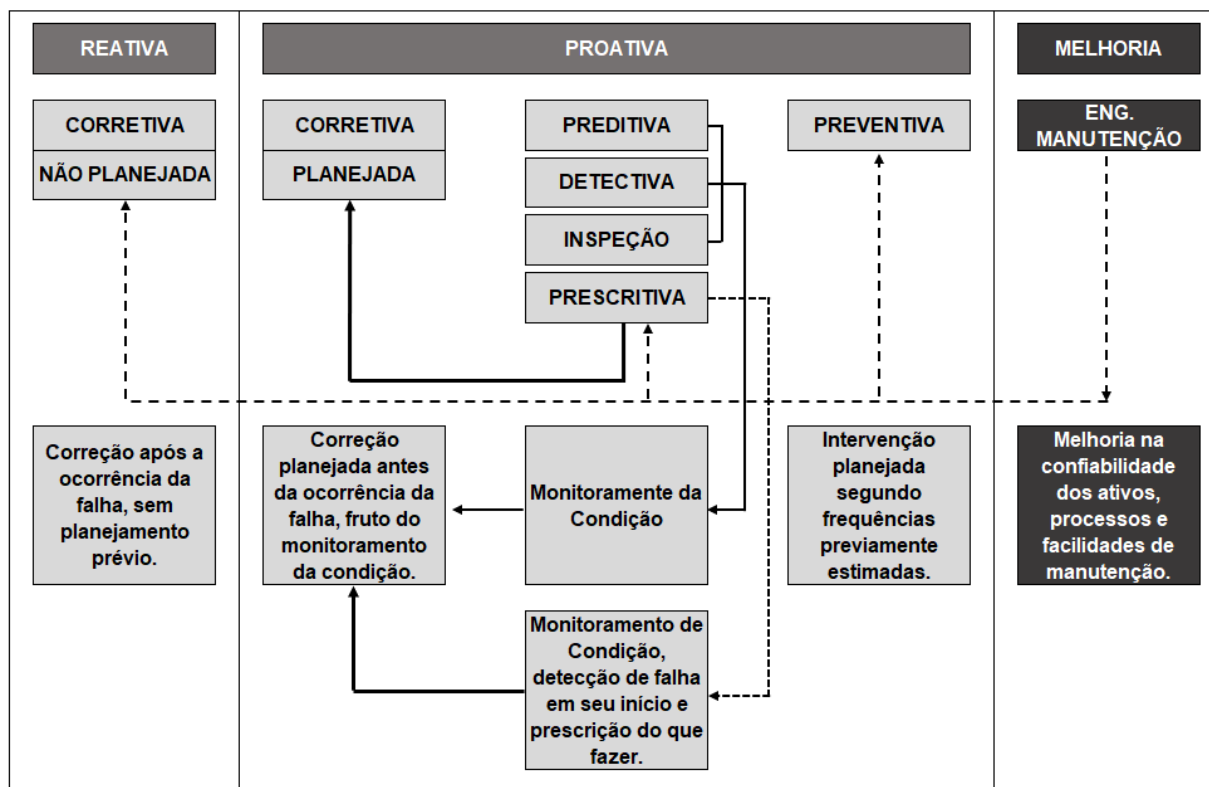 REATIVA
PROATIVA
MELHORIA
CORRETIVA
NÃO PLANEJADA
CORRETIVA
PLANEJADA
PREDITIVA
DETECTIVA
INSPEÇÃO
PRESCRITIVA
PREVENTIVA
ENG.
MANUTENÇÃO
Correção após a
ocorrência da
falha, sem
planejamento
prévio.
Correção
planejada antes
da ocorrência da
falha, fruto do
monitoramento
da condição.
Monitoramente da
Condição
Intervenção
planejada
segundo
frequências
previamente
estimadas.
Melhoria na
confiabilidade
dos ativos,
processos e
facilidades de
manutenção.
Monitoramento de
Condição,
detecção de falha
em seu início e
prescrição do que
fazer.